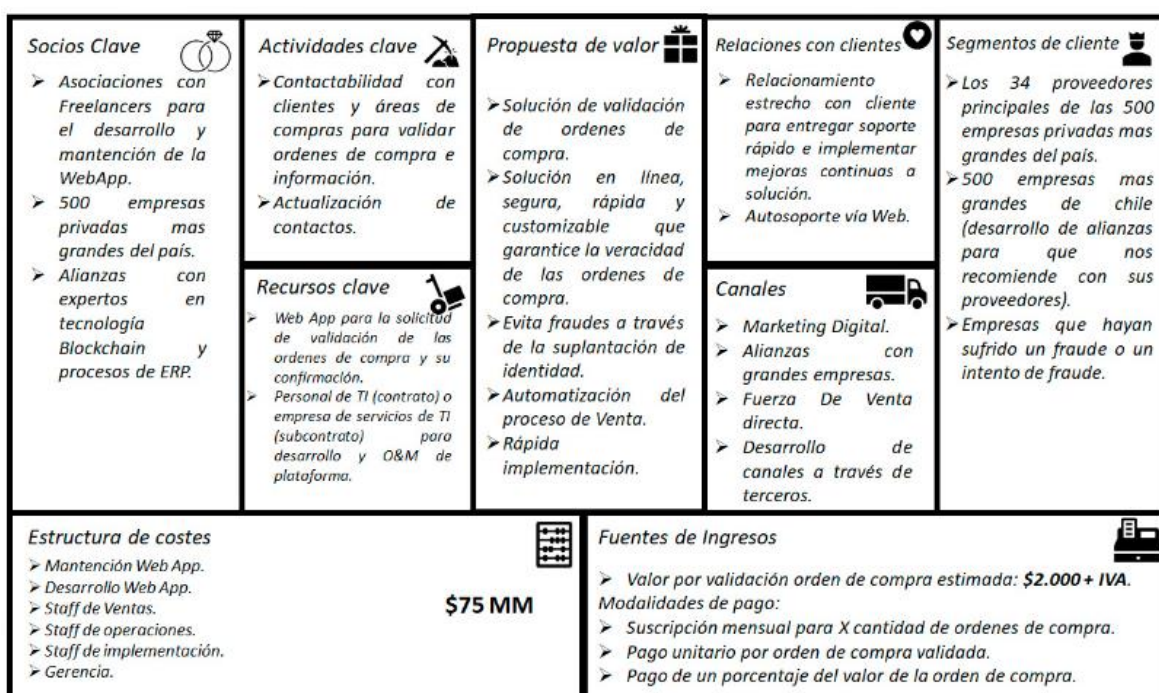 Socios Clave
➤ Asociaciones con
Freelancers para
el desarrollo y
mantención de la
WebApp.
➤ 500 empresas
privadas mas
grandes del país.
➤ Alianzas con
expertos en
tecnología
Blockchain y
procesos de ERP.
Actividades clave
➤ Contactabilidad con
clientes y áreas de
compras para validar
ordenes de compra e
información.
➤ Actualización de
contactos.
Recursos clave
➤ Web App para la solicitud
de validación de las
ordenes de compra y su
confirmación.
➤ Personal de TI (contrato) o
empresa de servicios de TI
(subcontrato) para
desarrollo y O&M de
plataforma.
Propuesta de valor
➤ Solución de validación
de ordenes de
compra.
➤ Solución en línea,
segura, rápida y
customizable que
garantice la veracidad
de las ordenes de
compra.
➤ Evita fraudes a través
de la suplantación de
identidad.
➤ Automatización del
proceso de Venta.
➤ Rápida
implementación.
Relaciones con clientes
➤ Relacionamiento
estrecho con cliente
para entregar soporte
rápido e implementar
mejoras continuas a
solución.
➤ Autosoporte vía Web.
Canales
➤ Marketing Digital.
➤ Alianzas con
grandes empresas.
➤ Fuerza De Venta
directa.
➤ Desarrollo de
canales a través de
terceros.
Segmentos de cliente
➤ Los 34 proveedores
principales de las 500
empresas privadas mas
grandes del país.
➤ 500 empresas mas
grandes de chile
(desarrollo de alianzas
para que nos
recomiende con sus
proveedores).
➤ Empresas que hayan
sufrido un fraude o un
intento de fraude.
Estructura de costes
➤ Mantención Web App.
➤ Desarrollo Web App.
➤ Staff de Ventas.
➤ Staff de operaciones.
➤ Staff de implementación.
➤ Gerencia.
$75 MM
Fuentes de Ingresos
➤ Valor por validación orden de compra estimada: $2.000 + IVA.
Modalidades de pago:
➤ Suscripción mensual para X cantidad de ordenes de compra.
➤ Pago unitario por orden de compra validada.
➤ Pago de un porcentaje del valor de la orden de compra.